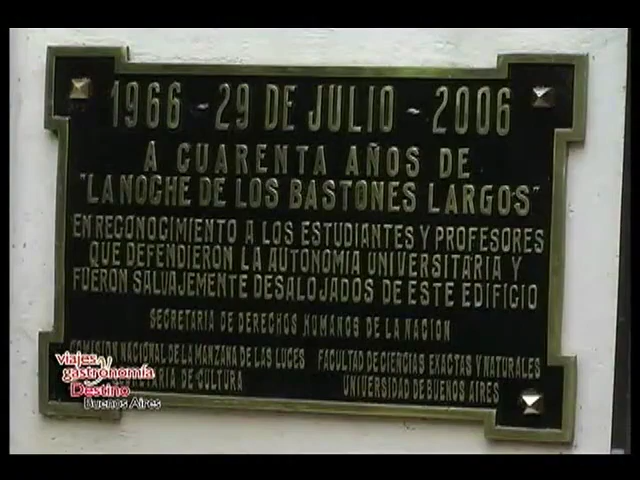 1966 - 29 DE JULIO - 2006
A CUARENTA AÑOS DE
"LA NOCHE DE LOS BASTONES LARGOS"
EN RECONOCIMIENTO A LOS ESTUDIANTES Y PROFESORES
QUE DEFENDIERON LA AUTONOMIA UNIVERSITARIA Y
FUERON SALVAJEMENTE DESALOJADOS DE ESTE EDIFICIO
SECRETARIA DE DERECHOS HUMANOS DE LA NACION
COMISION NACIONAL DE LA MANZANA DE LAS LUCES
SECRETARIA DE CULTURA
FACULTAD DE CIENCIAS EXACTAS Y NATURALES
UNIVERSIDAD DE BUENOS AIRES
viajes y
gastronomía
Destino
Buenos Aires